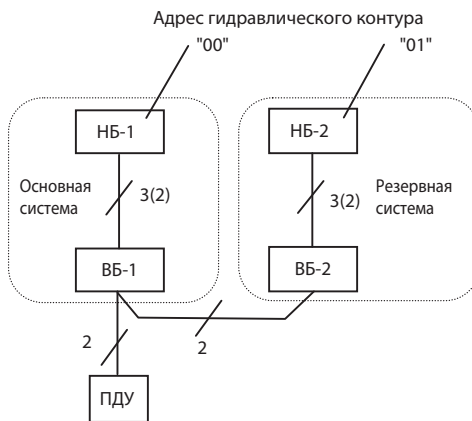 Адрес гидравлического контура
"00" "01"
НБ-1 НБ-2
Основная система
3(2) 3(2)
Резервная система
ВБ-1 ВБ-2
2 2
ПДУ